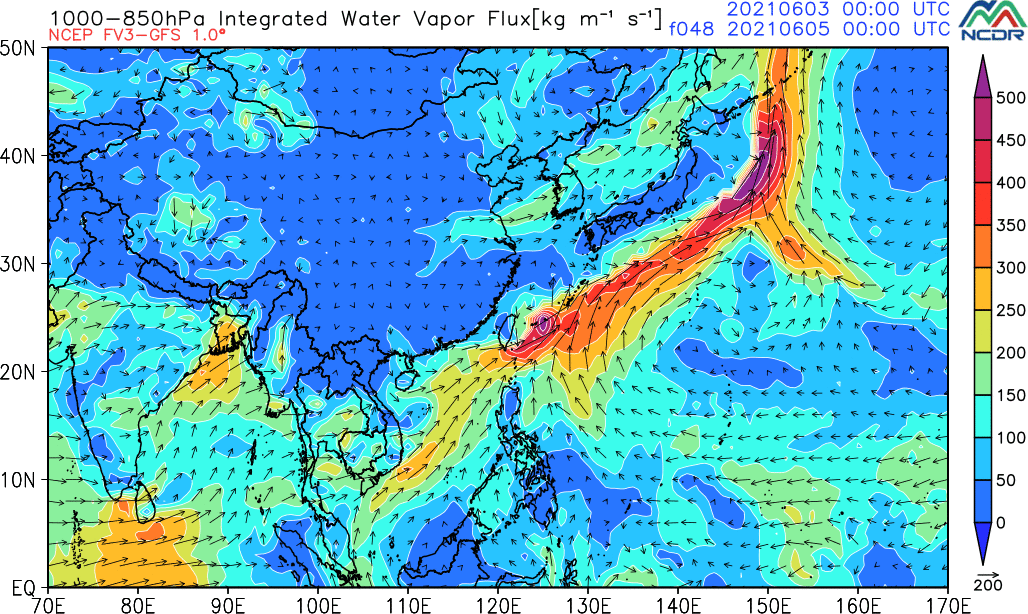 1000-850hPa Integrated Water Vapor Flux[kg m⁻¹ s⁻¹]
20210603 00:00 UTC
NCEP FV3-GFS 1.0°
f048 20210605 00:00 UTC
NCDR
50N
40N
30N
20N
10N
EQ
70E 80E 90E 100E 110E 120E 130E 140E 150E 160E 170E
500
450
400
350
300
250
200
150
100
50
0
200